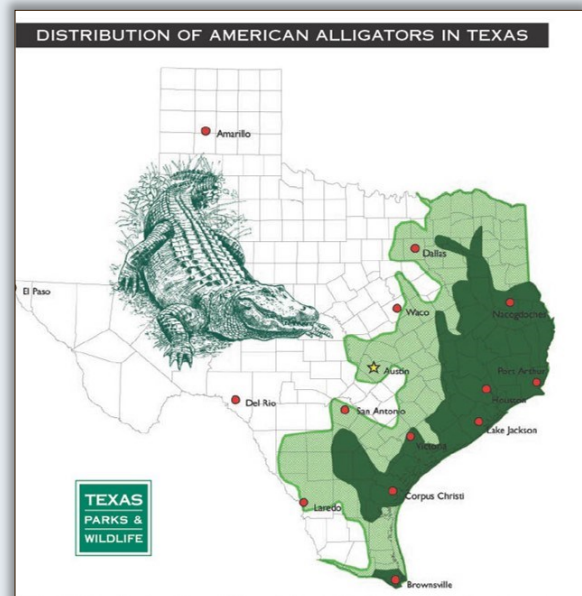 DISTRIBUTION OF AMERICAN ALLIGATORS IN TEXAS
Amarillo
Dallas
El Paso
Waco
Nacogdoches
Austin
Port Arthur
Houston
Del Rio
San Antonio
Lake Jackson
Victoria
Corpus Christi
Laredo
TEXAS
PARKS &
WILDLIFE
Brownsville